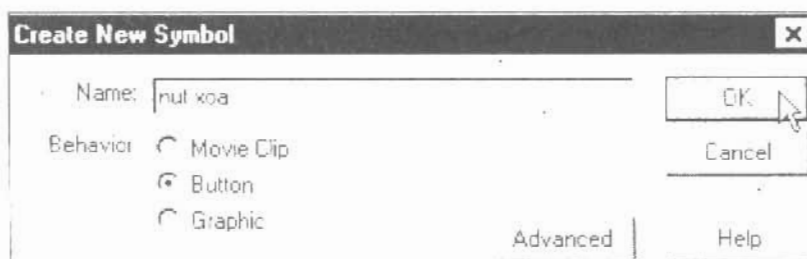 Create New Symbol
Name: nut xoa OK
Behavior Movie Clip Cancel
Button
Graphic
Advanced Help